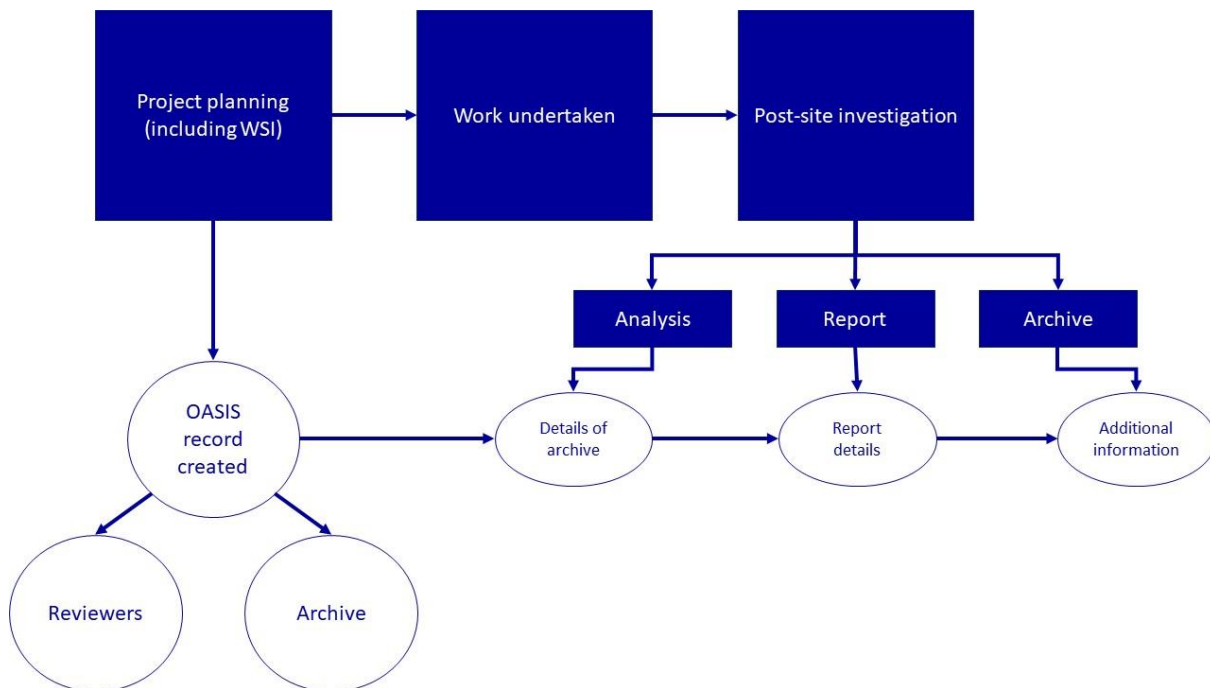 Project planning
(including WSI)
Work undertaken
Post-site investigation
Analysis
Report
Archive
OASIS
record
created
Details of
archive
Report
details
Additional
information
Reviewers
Archive